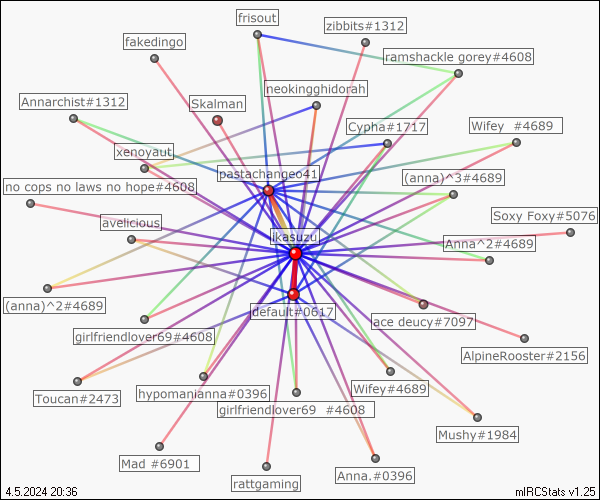 frisout
zibbits#1312
fakedingo
ramshackle gorey#4608
neokingghidorah
Annarchist#1312
Skalman
Cypha#1717
Wifey  #4689
xenoyaut
pastachangeo41
(anna)^3#4689
no cops no laws no hope#4608
avelicious
Soxy Foxy#5076
ikasuzu
Anna^2#4689
(anna)^2#4689
default#0617
ace deucy#7097
girlfriendlover69#4608
AlpineRooster#2156
Toucan#2473
hypomanianna#0396
Wifey#4689
girlfriendlover69  #4608
Mushy#1984
Mad #6901
rattgaming
Anna.#0396
4.5.2024 20:36
mIRCStats v1.25